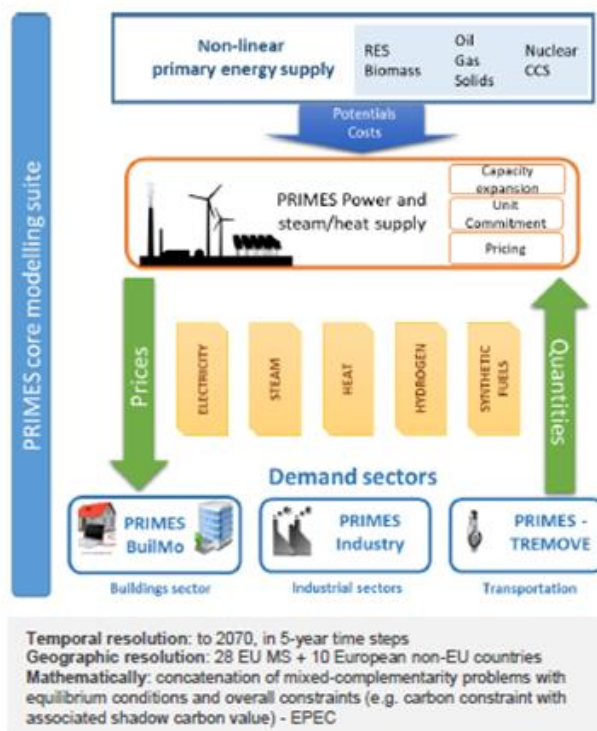 PRIMES core modelling suite
Non-linear
primary energy supply
RES
Biomass
Oil
Gas
Solids
Nuclear
CCS
Potentials
Costs
PRIMES Power and
steam/heat supply
Capacity
expansion
Unit
Commitment
Pricing
Prices
ELECTRICITY
STEAM
HEAT
HYDROGEN
SYNTHETIC
FUELS
Quantities
Demand sectors
PRIMES
BuilMo
PRIMES
Industry
PRIMES -
TREMOVE
Buildings sector
Industrial sectors
Transportation
Temporal resolution: to 2070, in 5-year time steps
Geographic resolution: 28 EU MS + 10 European non-EU countries
Mathematically: concatenation of mixed-complementarity problems with
equilibrium conditions and overall constraints (e.g. carbon constraint with
associated shadow carbon value) - EPEC